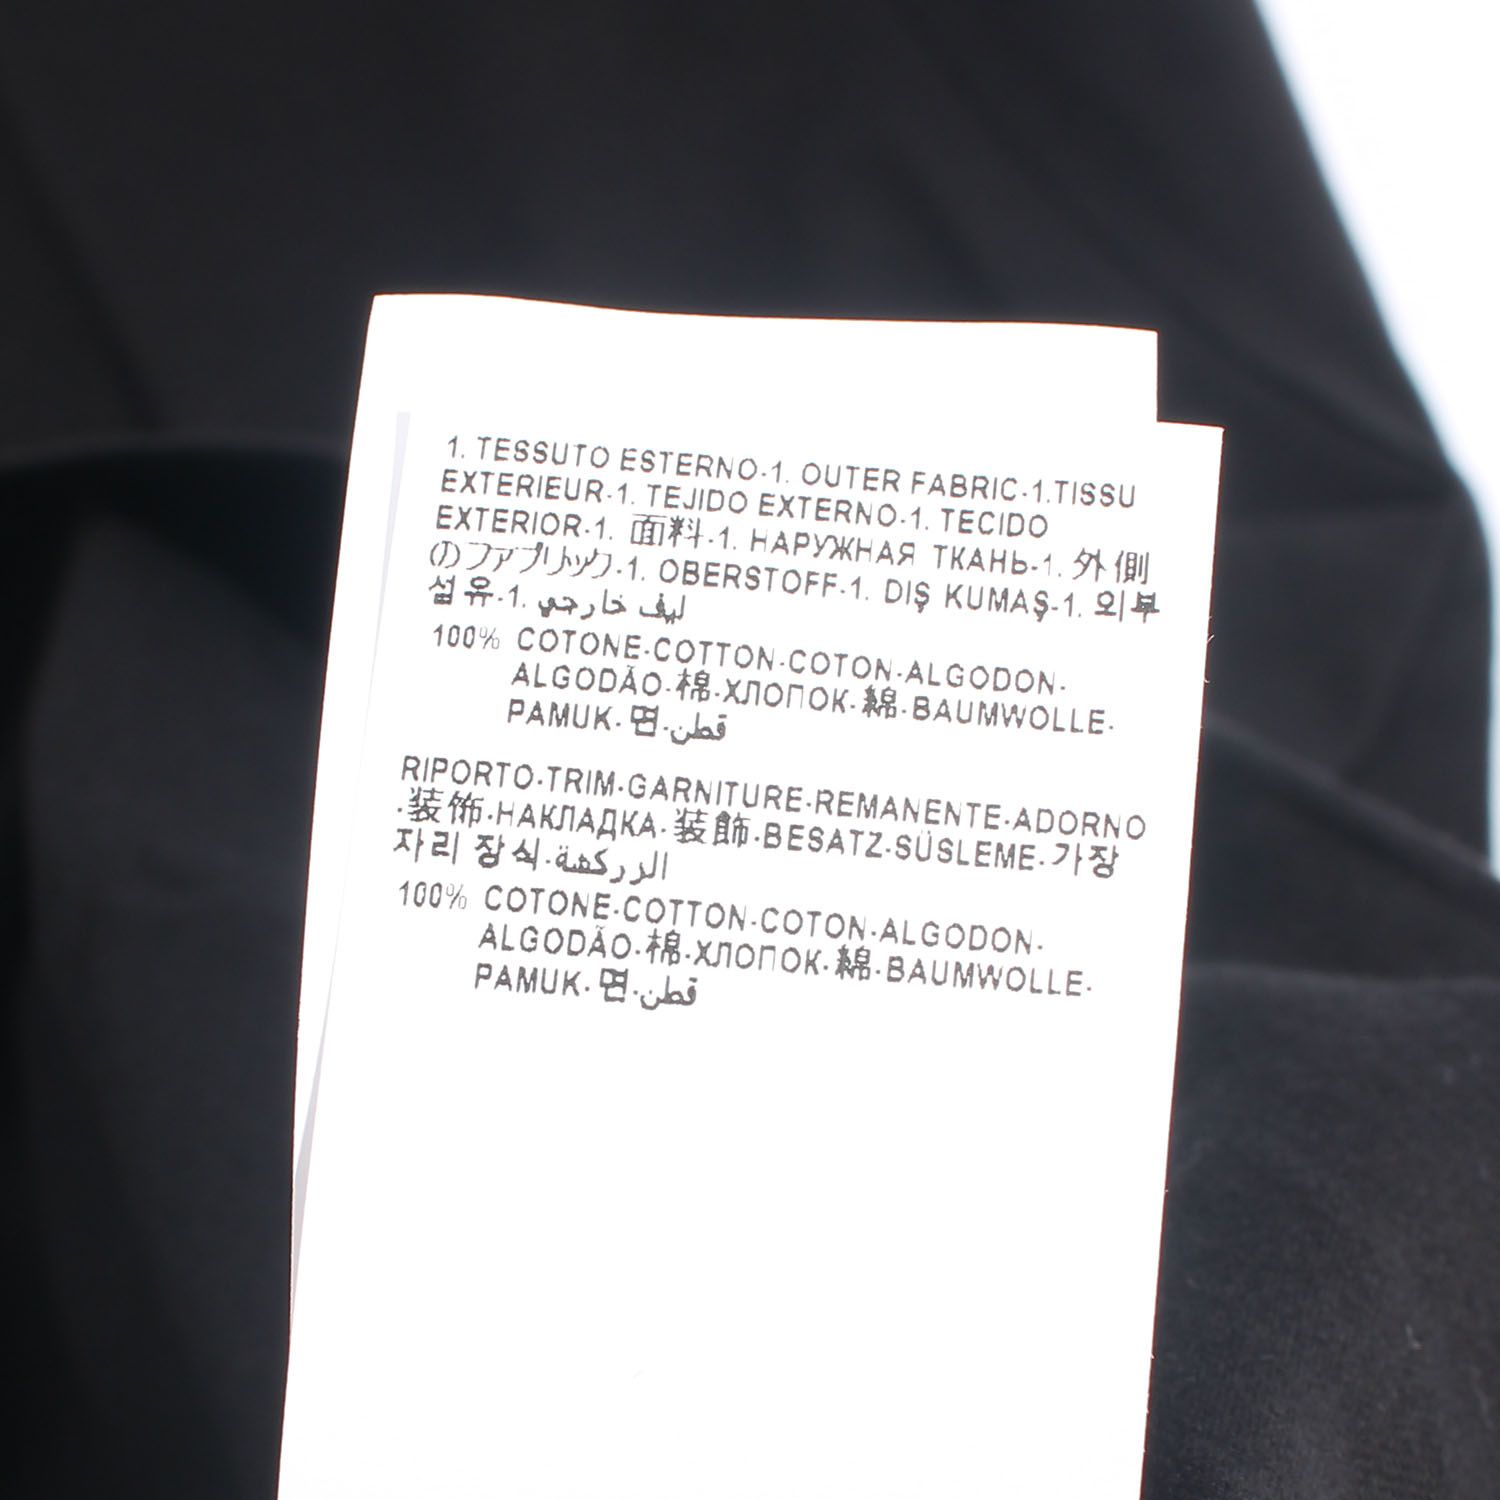 1. TESSUTO ESTERNO-1. OUTER FABRIC-1.TISSU
EXTERIEUR-1. TEJIDO EXTERNO-1. TECIDO
EXTERIOR-1. 面料-1. НАРУЖНАЯ ТКАНЬ-1. 外側
のファブリック-1. OBERSTOFF-1. DIŞ KUMAŞ-1. 외부
섬유-1. ليف خارجي
100% COTONE-COTTON-COTON-ALGODON-
ALGODÃO-棉-ХЛОПОК-綿-BAUMWOLLE-
PAMUK-면-قطن
RIPORTO-TRIM-GARNITURE-REMANENTE-ADORNO
-装饰-НАКЛАДКА-装飾-BESATZ-SÜSLEME-가장
자리 장식-الزركشة
100% COTONE-COTTON-COTON-ALGODON-
ALGODÃO-棉-ХЛОПОК-綿-BAUMWOLLE-
PAMUK-면-قطن